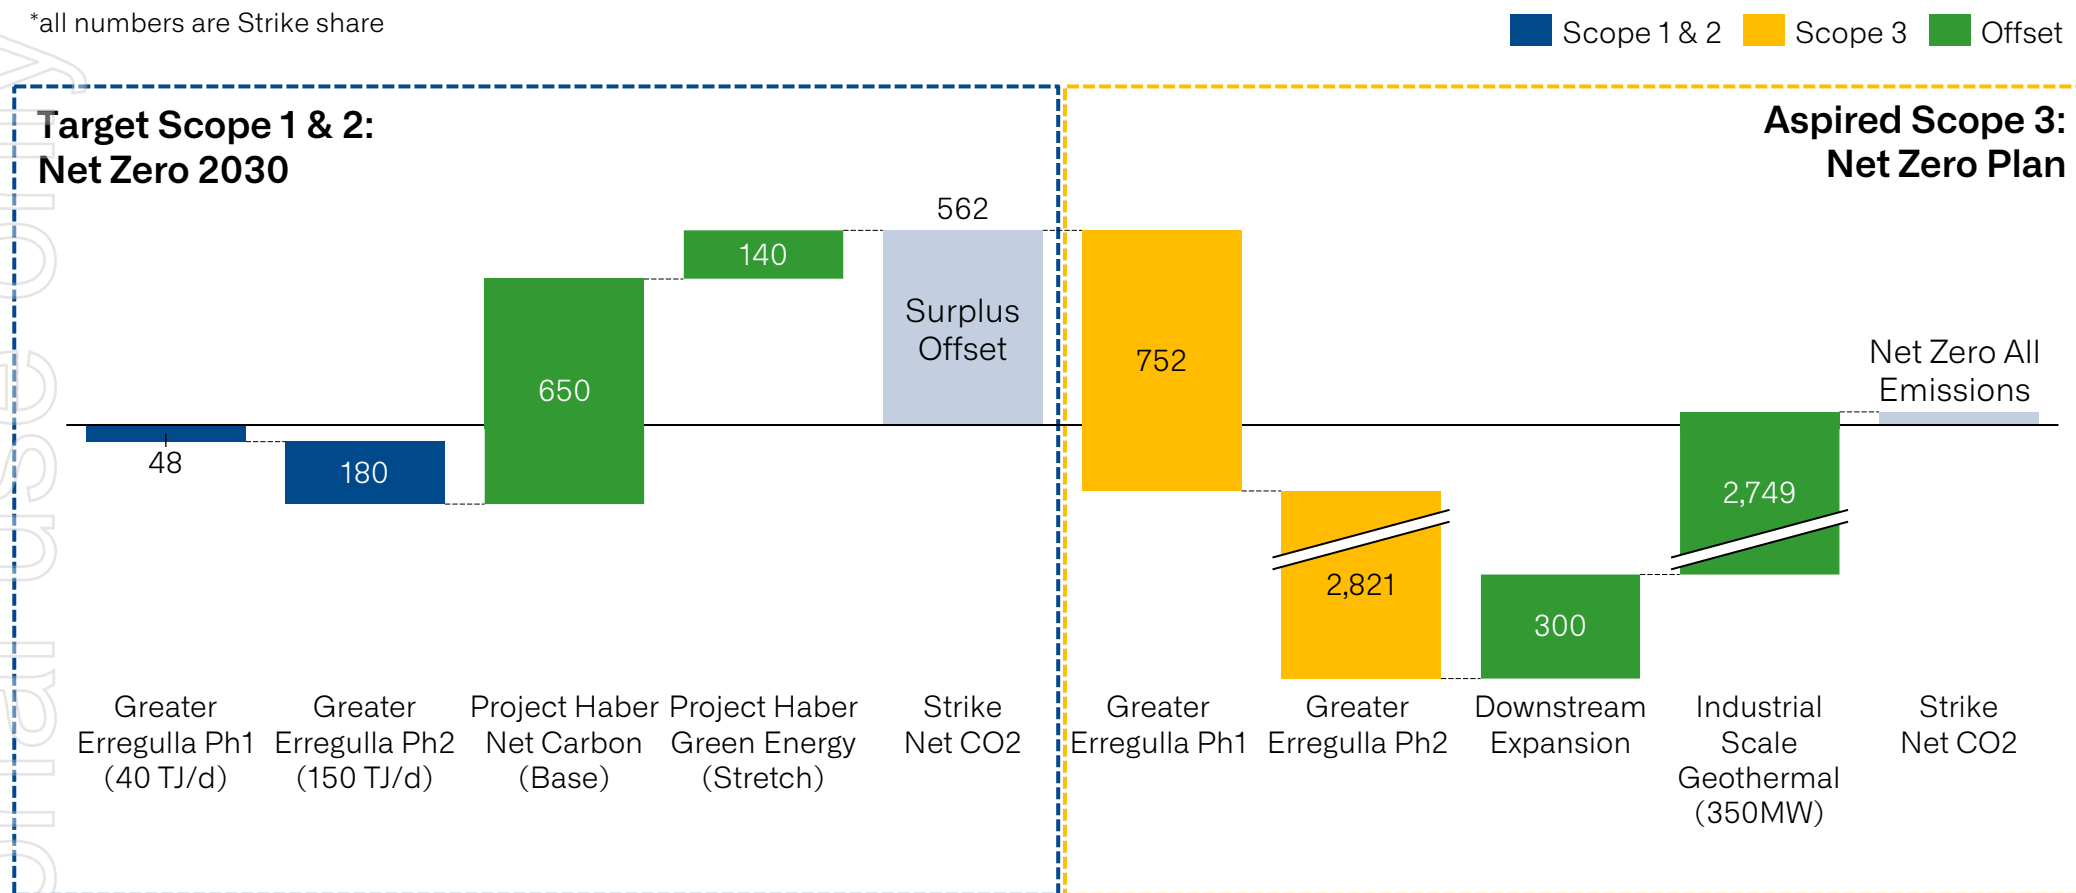 *all numbers are Strike share
Scope 1 & 2
Scope 3
Offset
Target Scope 1 & 2:
Net Zero 2030
Aspired Scope 3:
Net Zero Plan
48
180
650
140
562
Surplus
Offset
752
2,821
300
2,749
Net Zero All
Emissions
Greater
Erregulla Ph1
(40 TJ/d)
Greater
Erregulla Ph2
(150 TJ/d)
Project Haber
Net Carbon
(Base)
Project Haber
Green Energy
(Stretch)
Strike
Net CO2
Greater
Erregulla Ph1
Greater
Erregulla Ph2
Downstream
Expansion
Industrial
Scale
Geothermal
(350MW)
Strike
Net CO2
use only